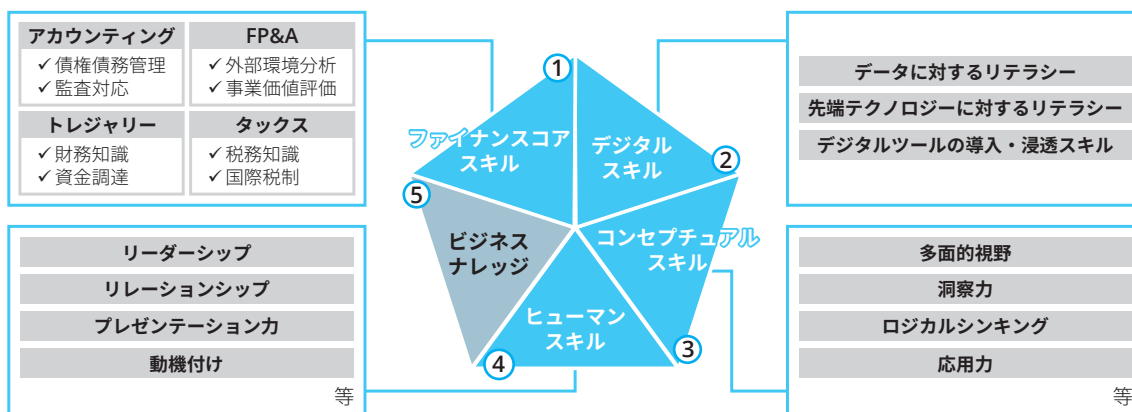 アカウンティング
✓債権債務管理
✓監査対応
FP&A
✓外部環境分析
✓事業価値評価
トレジャリー
✓財務知識
✓資金調達
タックス
✓税務知識
✓国際税制
①
ファイナンスコア
スキル
デジタル
スキル
②
データに対するリテラシー
先端テクノロジーに対するリテラシー
デジタルツールの導入・浸透スキル
⑤
ビジネス
ナレッジ
コンセプチュアル
スキル
ヒューマン
スキル
④
③
リーダーシップ
リレーションシップ
プレゼンテーション力
動機付け
等
多面的視野
洞察力
ロジカルシンキング
応用力
等